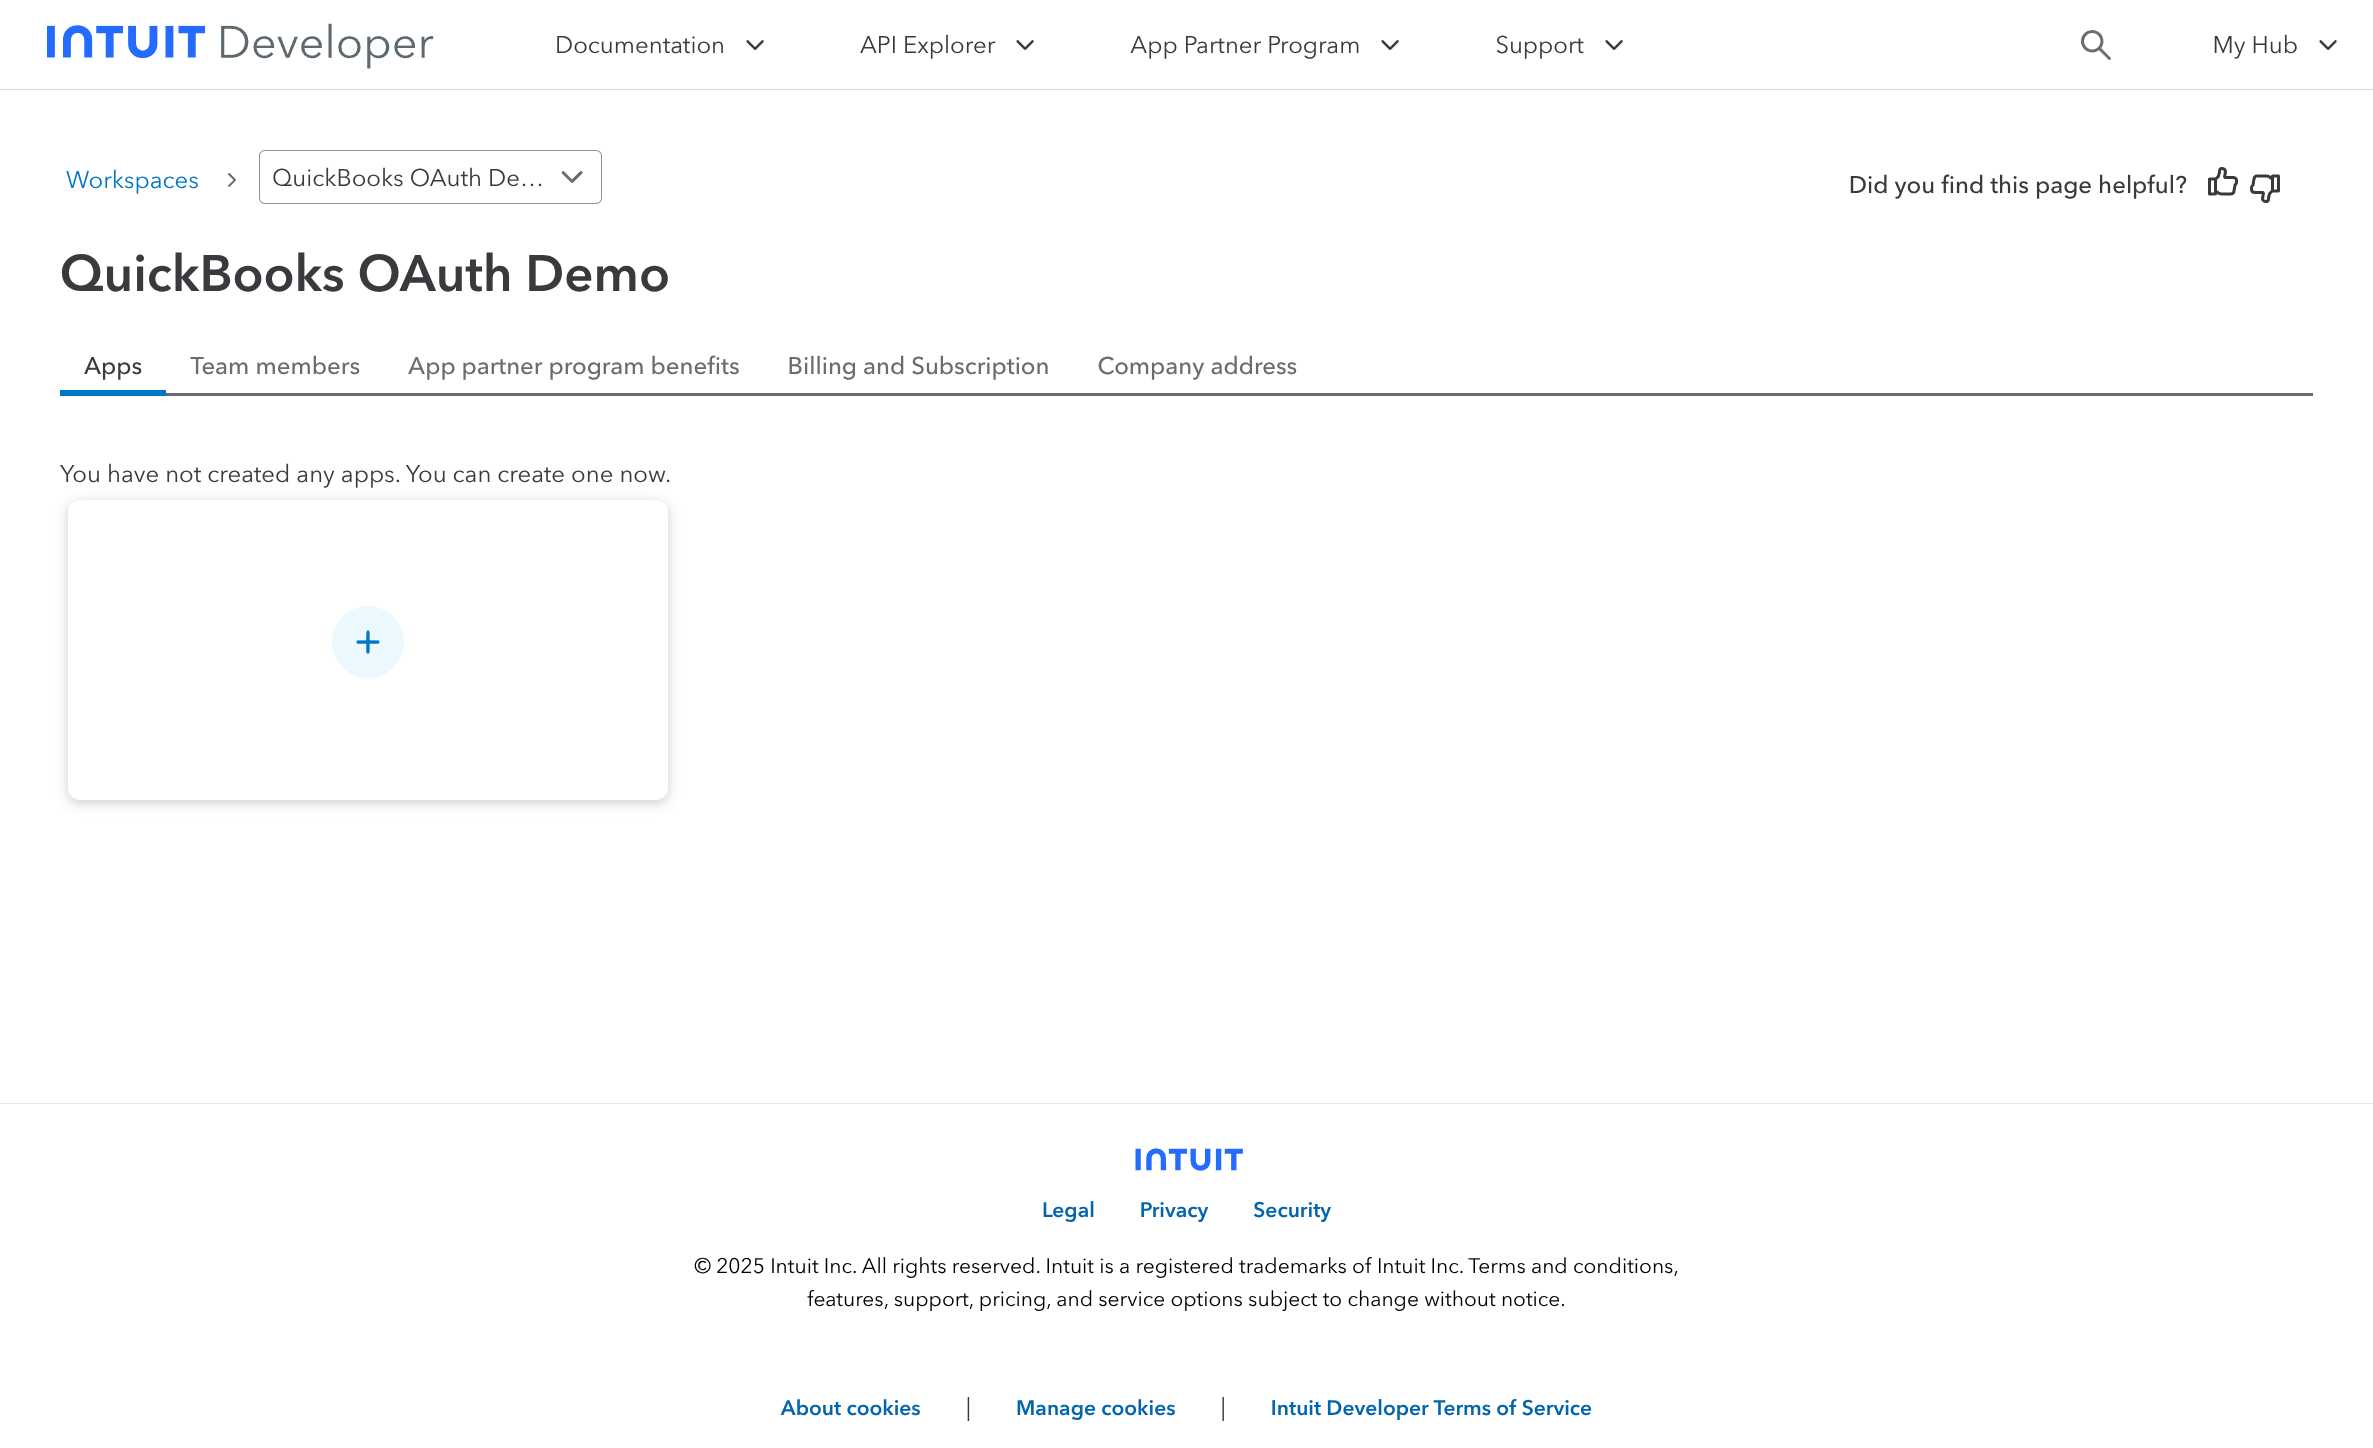 INTUIT Developer
Documentation
API Explorer
App Partner Program
Support
My Hub
Workspaces
QuickBooks OAuth De...
Did you find this page helpful?
QuickBooks OAuth Demo
Apps
Team members
App partner program benefits
Billing and Subscription
Company address
You have not created any apps. You can create one now.
INTUIT
Legal
Privacy
Security
© 2025 Intuit Inc. All rights reserved. Intuit is a registered trademarks of Intuit Inc. Terms and conditions,
features, support, pricing, and service options subject to change without notice.
About cookies | Manage cookies | Intuit Developer Terms of Service